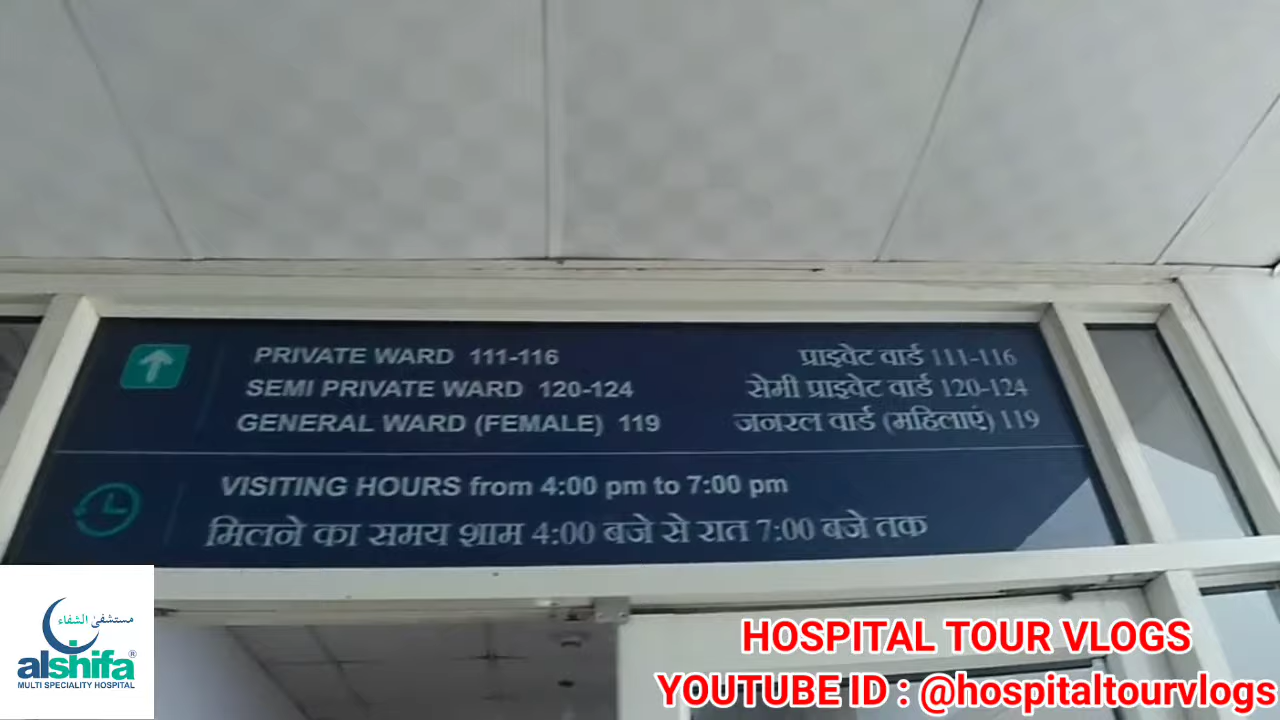 PRIVATE WARD 111-116
SEMI PRIVATE WARD 120-124
GENERAL WARD (FEMALE) 119
प्राइवेट वार्ड 111-116
सेमी प्राइवेट वार्ड 120-124
जनरल वार्ड (महिलाएं) 119
VISITING HOURS from 4:00 pm to 7:00 pm
मिलने का समय शाम 4:00 बजे से रात 7:00 बजे तक
مستشفى الشفاء
alshifa®
MULTI SPECIALITY HOSPITAL
HOSPITAL TOUR VLOGS
YOUTUBE ID : @hospitaltourvlogs